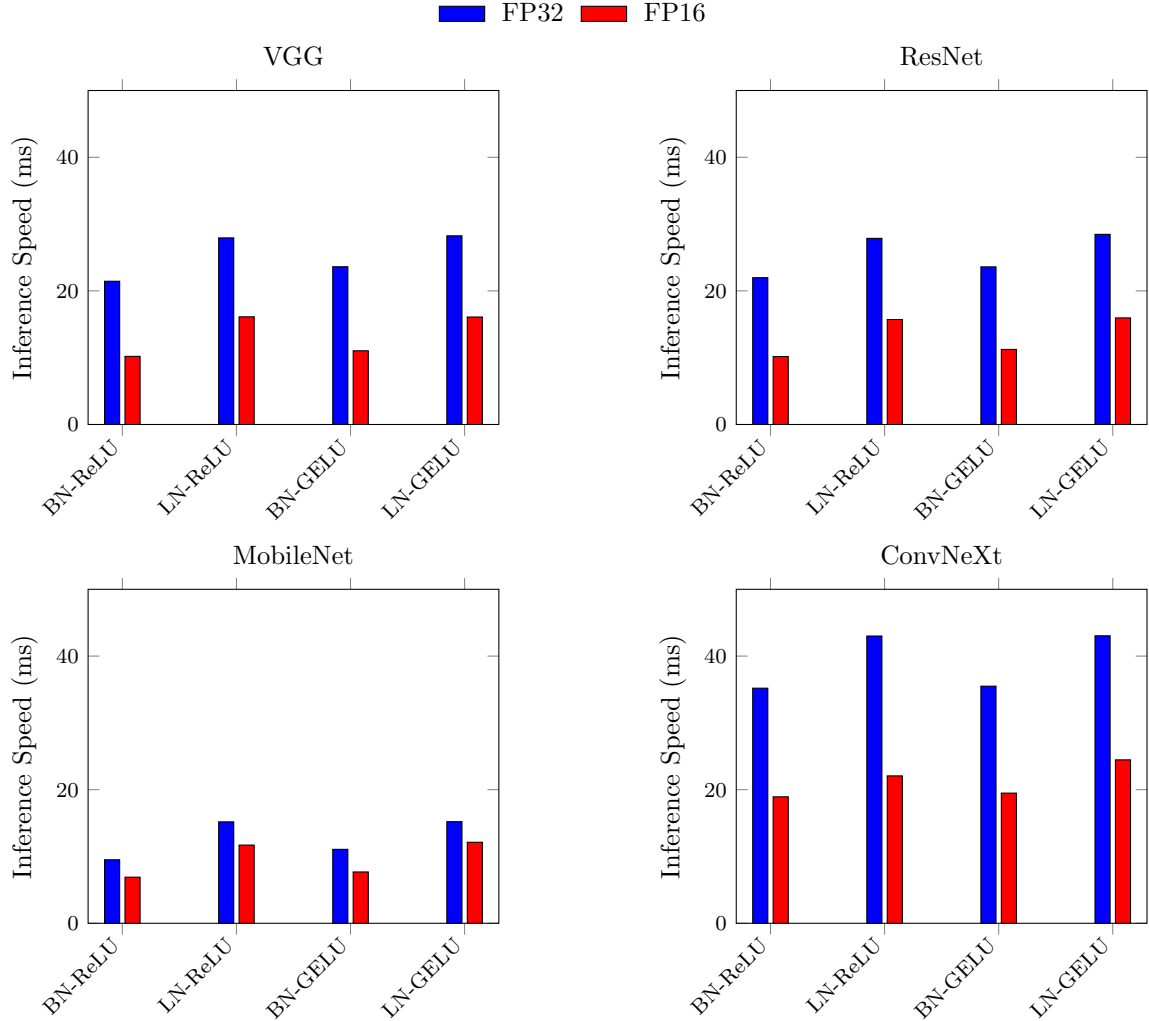 FP32 FP16
VGG
Inference Speed (ms)
40
20
0
BN-ReLU
LN-ReLU
BN-GELU
LN-GELU
ResNet
Inference Speed (ms)
40
20
0
BN-ReLU
LN-ReLU
BN-GELU
LN-GELU
MobileNet
Inference Speed (ms)
40
20
0
BN-ReLU
LN-ReLU
BN-GELU
LN-GELU
ConvNeXt
Inference Speed (ms)
40
20
0
BN-ReLU
LN-ReLU
BN-GELU
LN-GELU